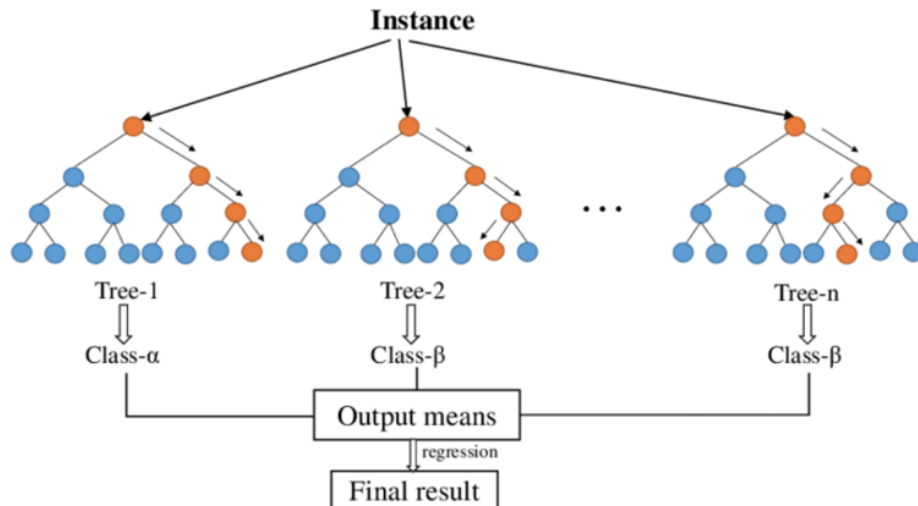 Instance
...
Tree-1
Tree-2
Tree-n
Class-α
Class-β
Class-β
Output means
regression
Final result